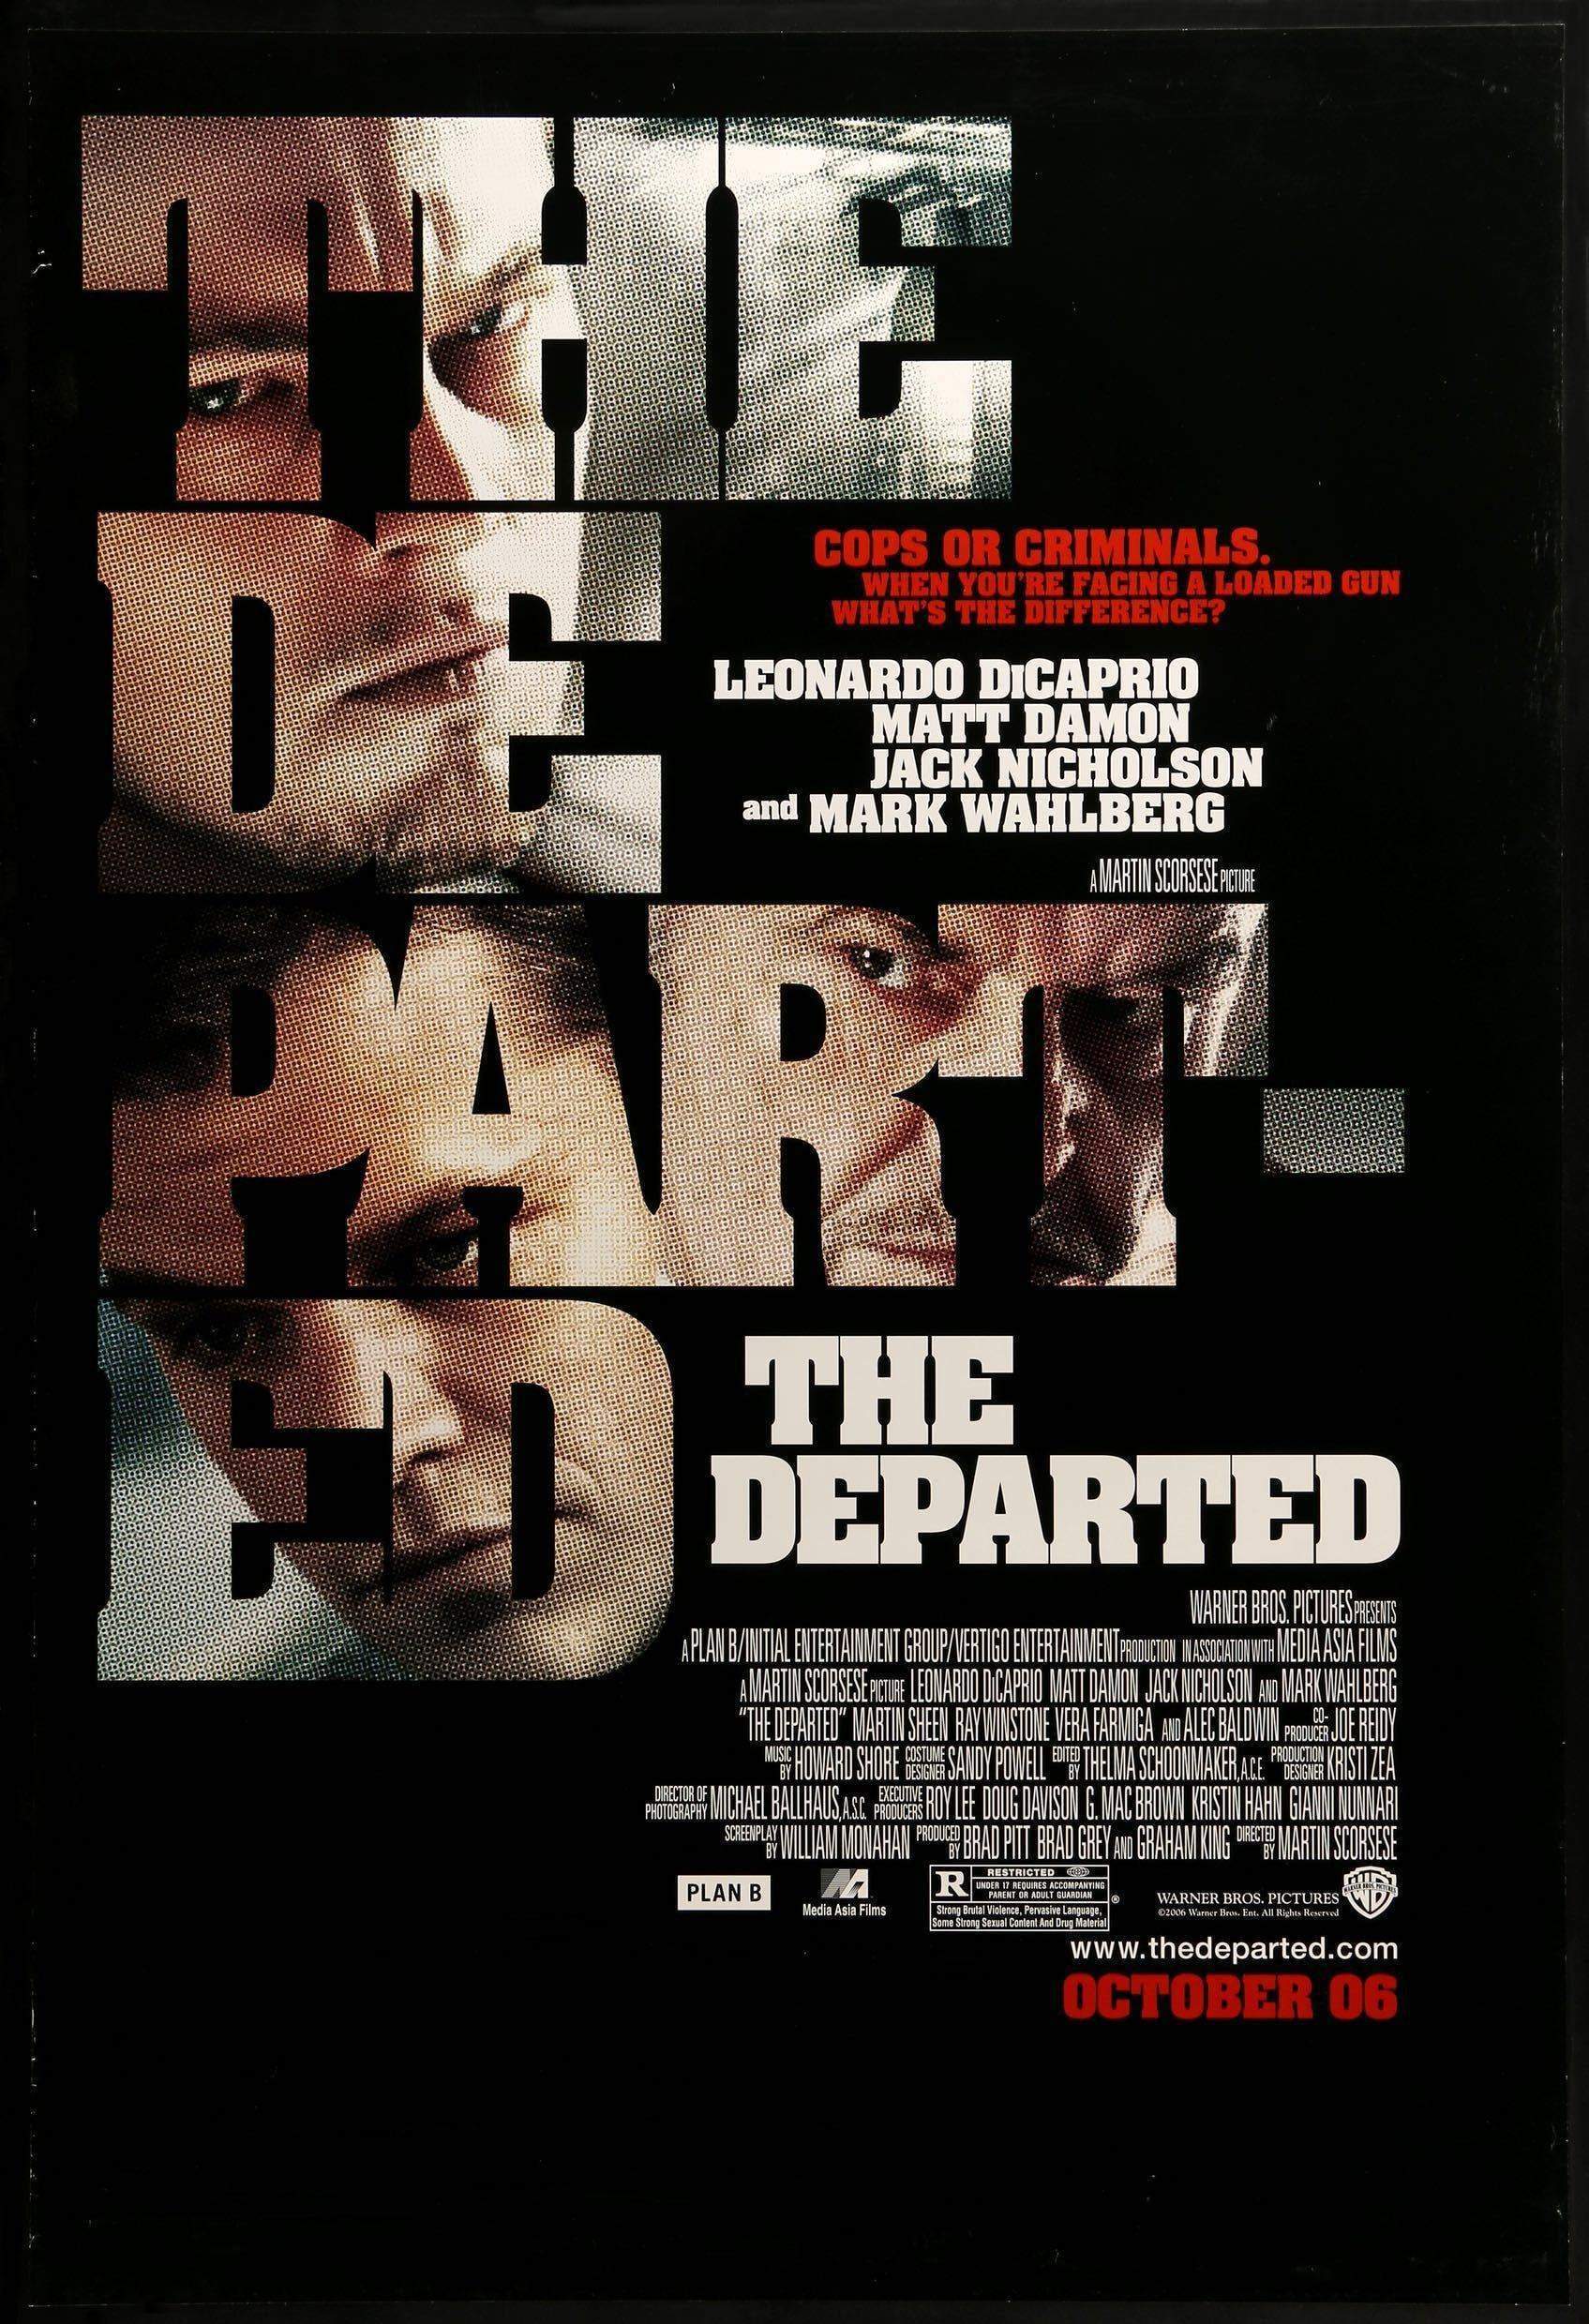 THE
DE
PART-
ED
COPS OR CRIMINALS.
WHEN YOU'RE FACING A LOADED GUN
WHAT'S THE DIFFERENCE?
LEONARDO DiCAPRIO
MATT DAMON
JACK NICHOLSON
and MARK WAHLBERG
A MARTIN SCORSESE PICTURE
THE
DEPARTED
WARNER BROS. PICTURES PRESENTS
A PLAN B/INITIAL ENTERTAINMENT GROUP/VERTIGO ENTERTAINMENT PRODUCTION IN ASSOCIATION WITH MEDIA ASIA FILMS
A MARTIN SCORSESE PICTURE LEONARDO DiCAPRIO MATT DAMON JACK NICHOLSON AND MARK WAHLBERG
"THE DEPARTED" MARTIN SHEEN RAY WINSTONE VERA FARMIGA AND ALEC BALDWIN CO-PRODUCER JOE REIDY
MUSIC BY HOWARD SHORE COSTUME DESIGNER SANDY POWELL EDITED BY THELMA SCHOONMAKER, A.C.E. PRODUCTION DESIGNER KRISTI ZEA
DIRECTOR OF PHOTOGRAPHY MICHAEL BALLHAUS, A.S.C. EXECUTIVE PRODUCERS ROY LEE DOUG DAVISON G. MAC BROWN KRISTIN HAHN GIANNI NUNNARI
SCREENPLAY BY WILLIAM MONAHAN PRODUCED BY BRAD PITT BRAD GREY AND GRAHAM KING DIRECTED BY MARTIN SCORSESE
PLAN B
MA
Media Asia Films
R RESTRICTED
UNDER 17 REQUIRES ACCOMPANYING
PARENT OR ADULT GUARDIAN
Strong Brutal Violence, Pervasive Language,
Some Strong Sexual Content And Drug Material
®
WARNER BROS. PICTURES
©2006 Warner Bros. Ent. All Rights Reserved
WB
WARNER BROS. PICTURES
www.thedeparted.com
OCTOBER 06